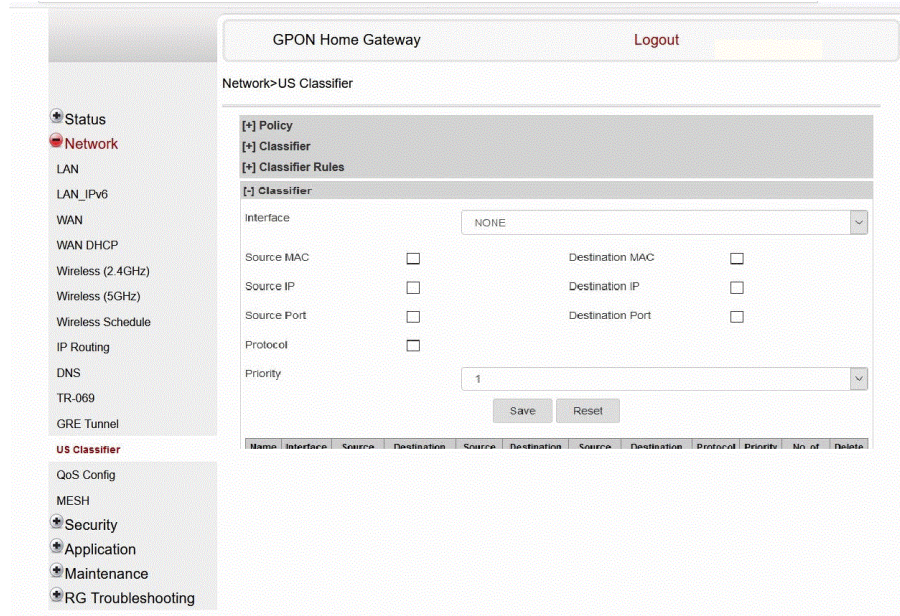 GPON Home Gateway Logout
Network>US Classifier
Status
Network
LAN
LAN_IPv6
WAN
WAN DHCP
Wireless (2.4GHz)
Wireless (5GHz)
Wireless Schedule
IP Routing
DNS
TR-069
GRE Tunnel
US Classifier
QoS Config
MESH
Security
Application
Maintenance
RG Troubleshooting
[+] Policy
[+] Classifier
[+] Classifier Rules
[-] Classifier
Interface NONE
Source MAC Destination MAC
Source IP Destination IP
Source Port Destination Port
Protocol
Priority 1
Save Reset
Name Interface Source Destination Source Destination Source Destination Protocol Priority No. of Delete